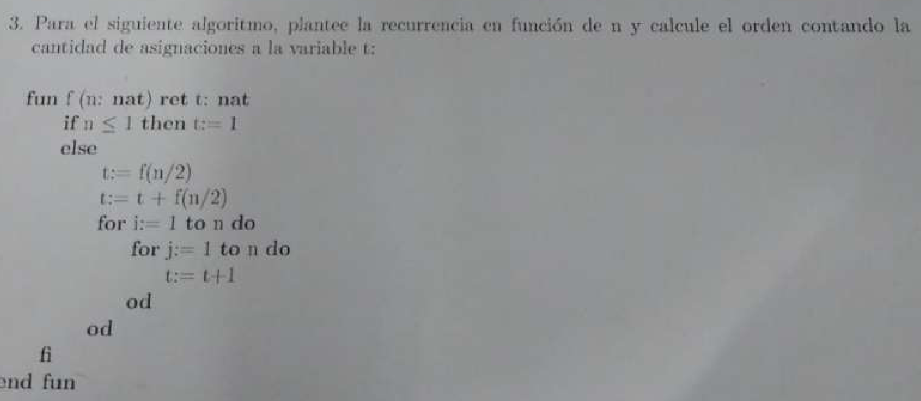 3. Para el siguiente algoritmo, plantee la recurrencia en función de n y calcule el orden contando la
cantidad de asignaciones a la variable t:
fun f (n: nat) ret t: nat
if n ≤ 1 then t:= 1
else
t:= f(n/2)
t:= t + f(n/2)
for i:= 1 to n do
for j:= 1 to n do
t:= t+1
od
od
fi
end fun